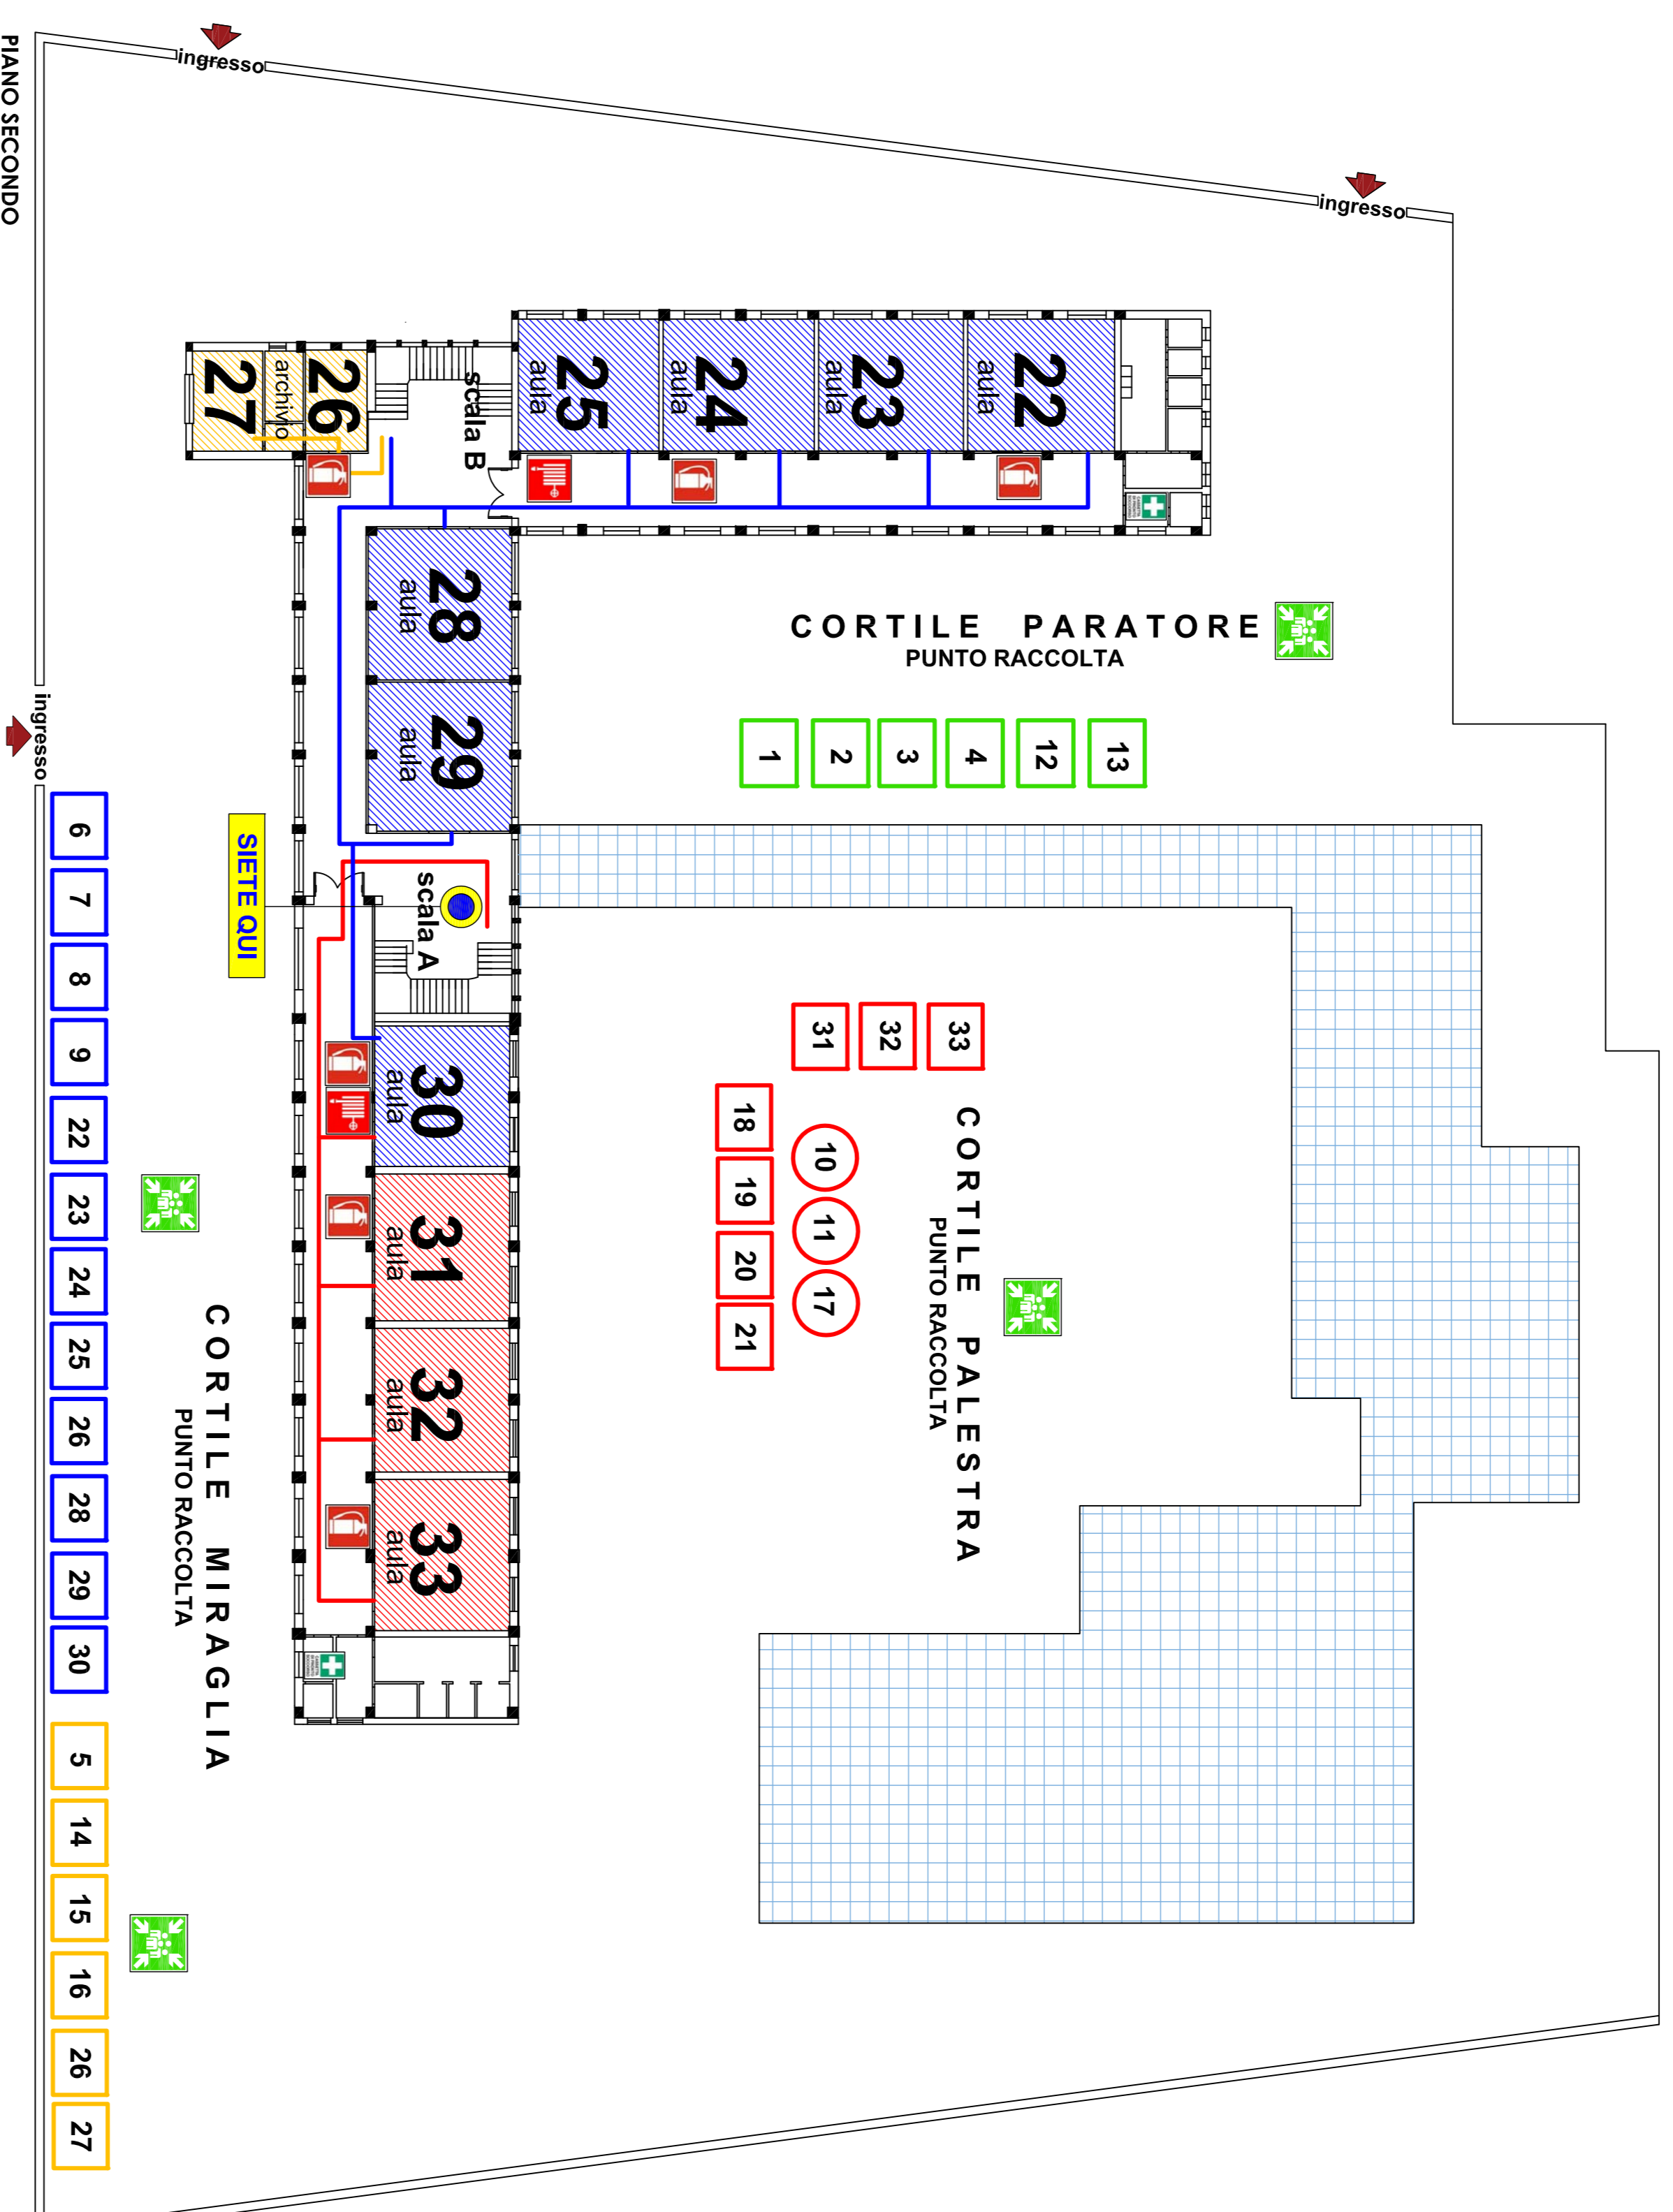 PIANO SECONDO
ingresso
ingresso
ingresso
22
aula
23
aula
24
aula
25
aula
scala B
26
archivio
27
28
aula
29
aula
scala A
SIETE QUI
30
aula
31
aula
32
aula
33
aula
CORTILE PARATORE
PUNTO RACCOLTA
1
2
3
4
12
13
CORTILE PALESTRA
PUNTO RACCOLTA
33
32
31
10
11
17
18
19
20
21
CORTILE MIRAGLIA
PUNTO RACCOLTA
6
7
8
9
22
23
24
25
26
28
29
30
5
14
15
16
26
27